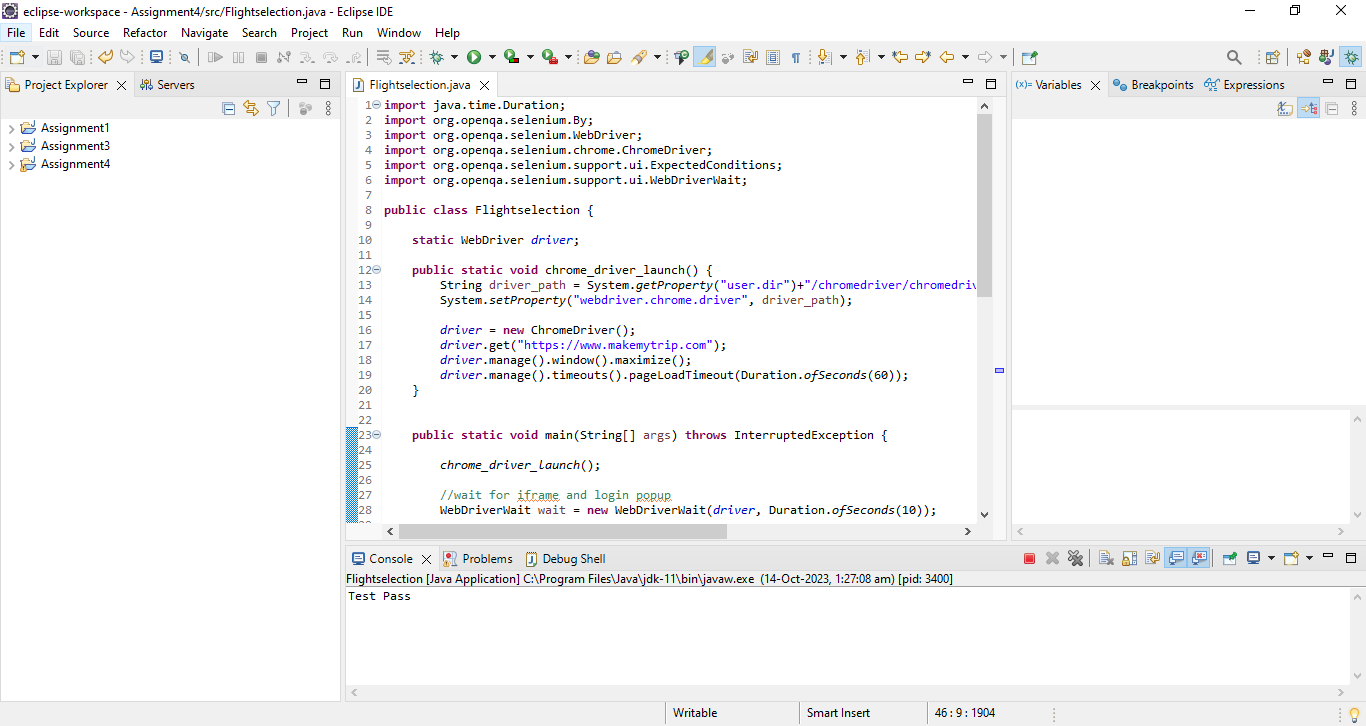 eclipse-workspace - Assignment4/src/Flightselection.java - Eclipse IDE
File Edit Source Refactor Navigate Search Project Run Window Help
Project Explorer Servers
Assignment1
Assignment3
Assignment4
Flightselection.java
1 import java.time.Duration;
2 import org.openqa.selenium.By;
3 import org.openqa.selenium.WebDriver;
4 import org.openqa.selenium.chrome.ChromeDriver;
5 import org.openqa.selenium.support.ui.ExpectedConditions;
6 import org.openqa.selenium.support.ui.WebDriverWait;
7
8 public class Flightselection {
9
10 static WebDriver driver;
11
12 public static void chrome_driver_launch() {
13 String driver_path = System.getProperty("user.dir")+"/chromedriver/chromedriv
14 System.setProperty("webdriver.chrome.driver", driver_path);
15
16 driver = new ChromeDriver();
17 driver.get("https://www.makemytrip.com");
18 driver.manage().window().maximize();
19 driver.manage().timeouts().pageLoadTimeout(Duration.ofSeconds(60));
20 }
21
22
23 public static void main(String[] args) throws InterruptedException {
24
25 chrome_driver_launch();
26
27 //wait for iframe and login popup
28 WebDriverWait wait = new WebDriverWait(driver, Duration.ofSeconds(10));
(x)= Variables Breakpoints Expressions
Console Problems Debug Shell
Flightselection [Java Application] C:\Program Files\Java\jdk-11\bin\javaw.exe (14-Oct-2023, 1:27:08 am) [pid: 3400]
Test Pass
Writable Smart Insert 46 : 9 : 1904